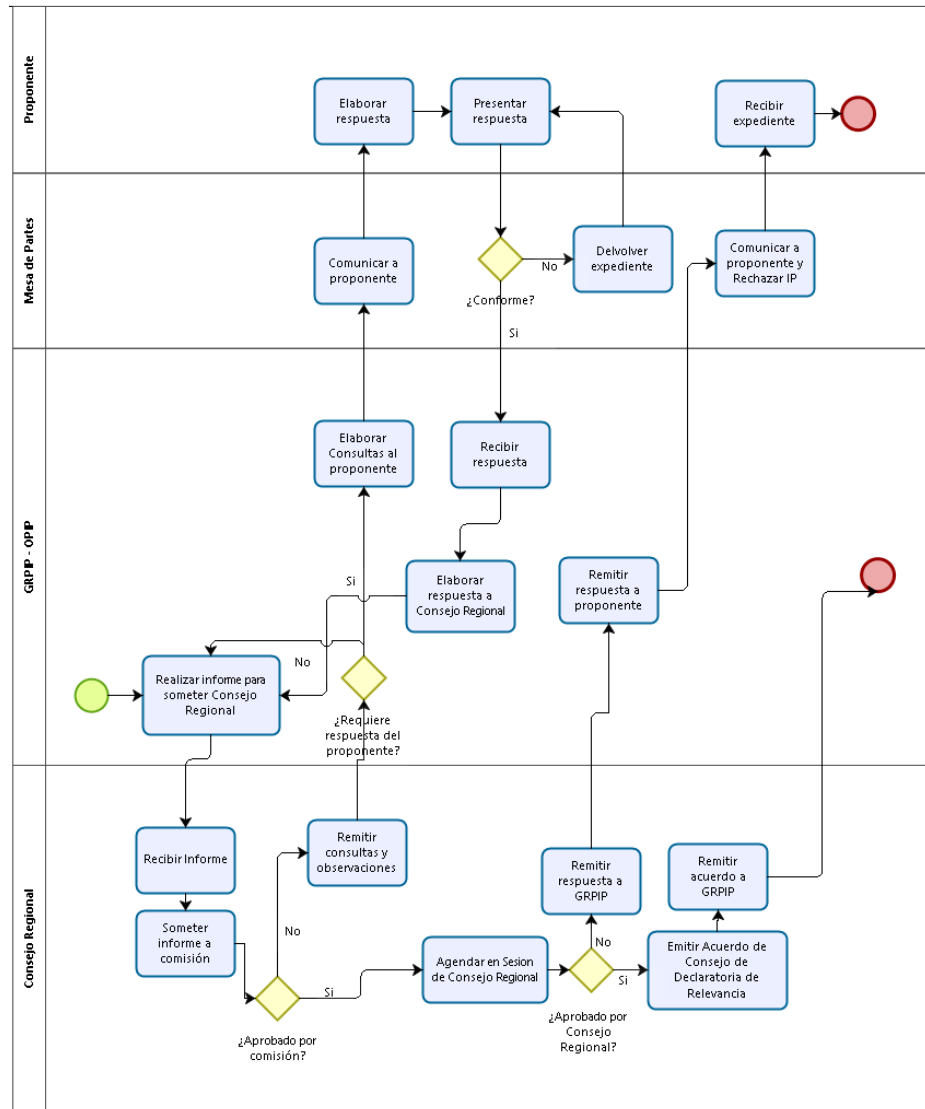 Proponente
Elaborar
respuesta
Presentar
respuesta
Recibir
expediente
Mesa de Partes
Comunicar a
proponente
¿Conforme?
No
Delvolver
expediente
Comunicar a
proponente y
Rechazar IP
Si
GRPIP - OPIP
Elaborar
Consultas al
proponente
Recibir
respuesta
Si
Elaborar
respuesta a
Consejo Regional
Remitir
respuesta a
proponente
No
Realizar informe para
someter Consejo
Regional
¿Requiere
respuesta del
proponente?
Consejo Regional
Recibir Informe
Remitir
consultas y
observaciones
Remitir
respuesta a
GRPIP
Remitir
acuerdo a
GRPIP
Someter
informe a
comisión
No
¿Aprobado por
comisión?
Si
Agendar en Sesion
de Consejo Regional
No
¿Aprobado por
Consejo
Regional?
Si
Emitir Acuerdo de
Consejo de
Declaratoria de
Relevancia